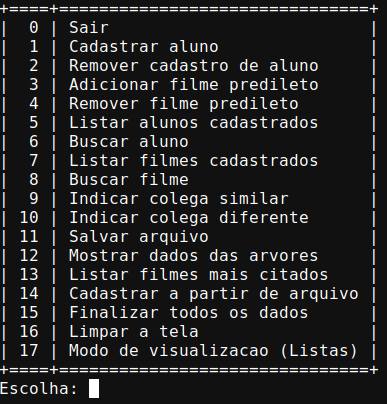 +====+===============================+
|  0 | Sair                          |
|  1 | Cadastrar aluno               |
|  2 | Remover cadastro de aluno     |
|  3 | Adicionar filme predileto     |
|  4 | Remover filme predileto       |
|  5 | Listar alunos cadastrados     |
|  6 | Buscar aluno                  |
|  7 | Listar filmes cadastrados     |
|  8 | Buscar filme                  |
|  9 | Indicar colega similar        |
| 10 | Indicar colega diferente      |
| 11 | Salvar arquivo                |
| 12 | Mostrar dados das arvores     |
| 13 | Listar filmes mais citados    |
| 14 | Cadastrar a partir de arquivo |
| 15 | Finalizar todos os dados      |
| 16 | Limpar a tela                 |
| 17 | Modo de visualizacao (Listas) |
+====+===============================+
Escolha: